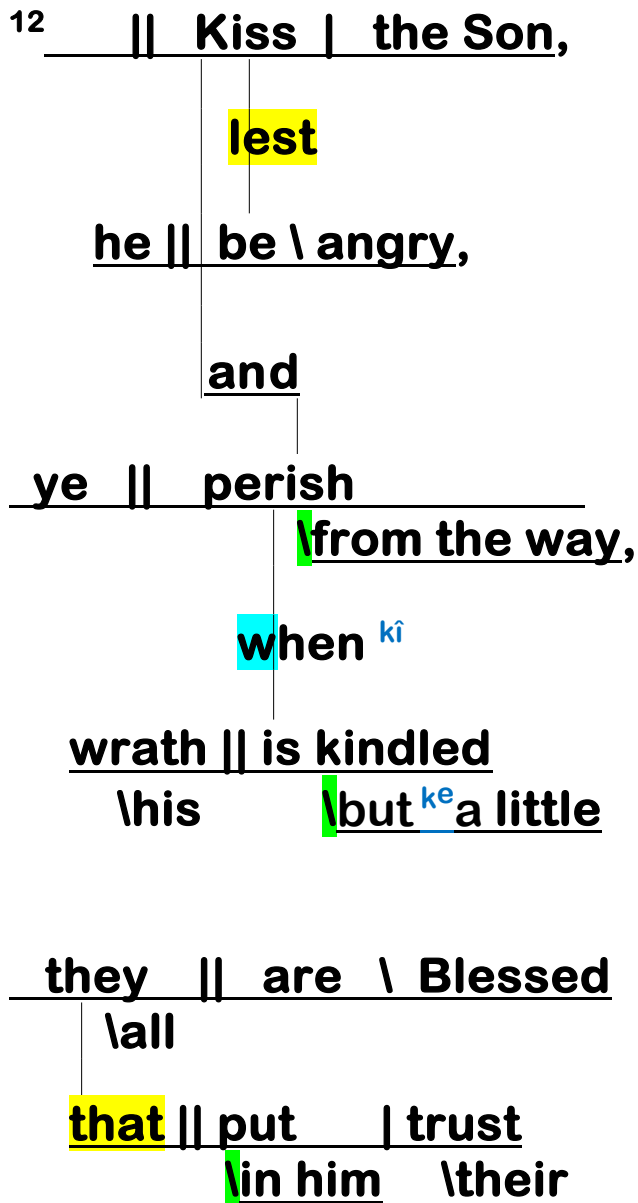 12 || Kiss | the Son,
lest
he || be \ angry,
and
ye || perish
\from the way,
when kî
wrath || is kindled
\his \but ke a little
they || are \ Blessed
\all
that || put | trust
\in him \their